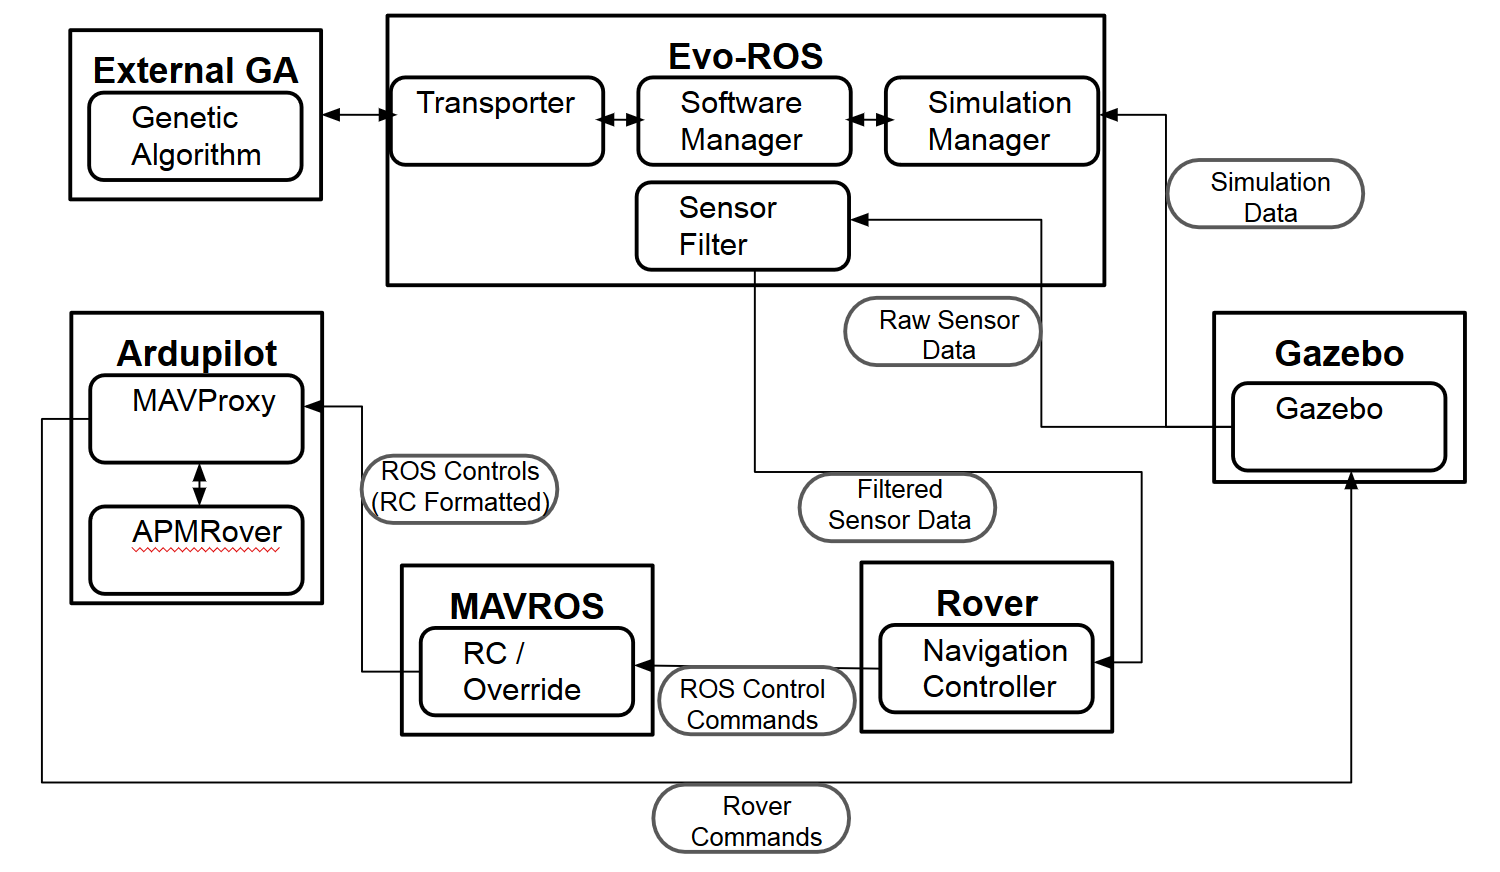 External GA
Genetic
Algorithm
Evo-ROS
Transporter
Software
Manager
Simulation
Manager
Sensor
Filter
Simulation
Data
Raw Sensor
Data
Ardupilot
MAVProxy
APMRover
Gazebo
Gazebo
ROS Controls
(RC Formatted)
Filtered
Sensor Data
MAVROS
RC /
Override
ROS Control
Commands
Rover
Navigation
Controller
Rover
Commands